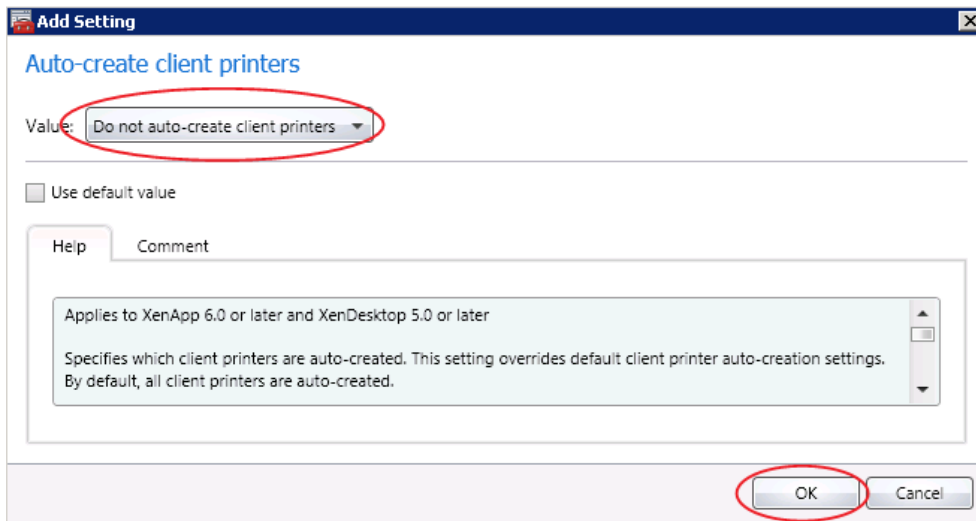 Add Setting
Auto-create client printers
Value: Do not auto-create client printers
Use default value
Help Comment
Applies to XenApp 6.0 or later and XenDesktop 5.0 or later
Specifies which client printers are auto-created. This setting overrides default client printer auto-creation settings.
By default, all client printers are auto-created.
OK Cancel